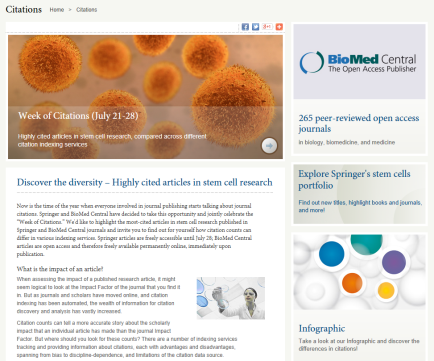 Citations Home » Citations
BioMed Central
The Open Access Publisher
Week of Citations (July 21-28)
Highly cited articles in stem cell research, compared across different
citation indexing services
265 peer-reviewed open access
journals
In biology, biomedicine, and medicine
Discover the diversity – Highly cited articles in stem cell research
Now is the time of the year when everyone involved in journal publishing starts talking about journal
citations. Springer and BioMed Central have decided to take this opportunity and jointly celebrate the
"Week of Citations." We'd like to highlight the most-cited articles in stem cell research published in
Springer and BioMed Central journals and invite you to find out for yourself how citation counts can
differ in various indexing services. Springer articles are freely accessible until July 28; BioMed Central
articles are open access and therefore freely available permanently online, immediately upon
publication.
What is the impact of an article?
When assessing the impact of a published research article, it might
seem logical to look at the Impact Factor of the journal that you find it
in. But as journals and scholars have moved online, and citation
indexing has been automated, the wealth of information for citation
discovery and analysis has vastly increased.
Citation counts can tell a more accurate story about the scholarly
impact that an individual article has made than the journal Impact
Factor. But where should you look for these counts? There are a number of indexing services
tracking and providing information about citations, each with advantages and disadvantages,
spanning from bias to discipline-dependence, and limitations of the citation data source.
Explore Springer's stem cells
portfolio
Find out new titles, highlight books and journals,
and more!
Infographic
Take a look at our Infographic and discover the
differences in citations!